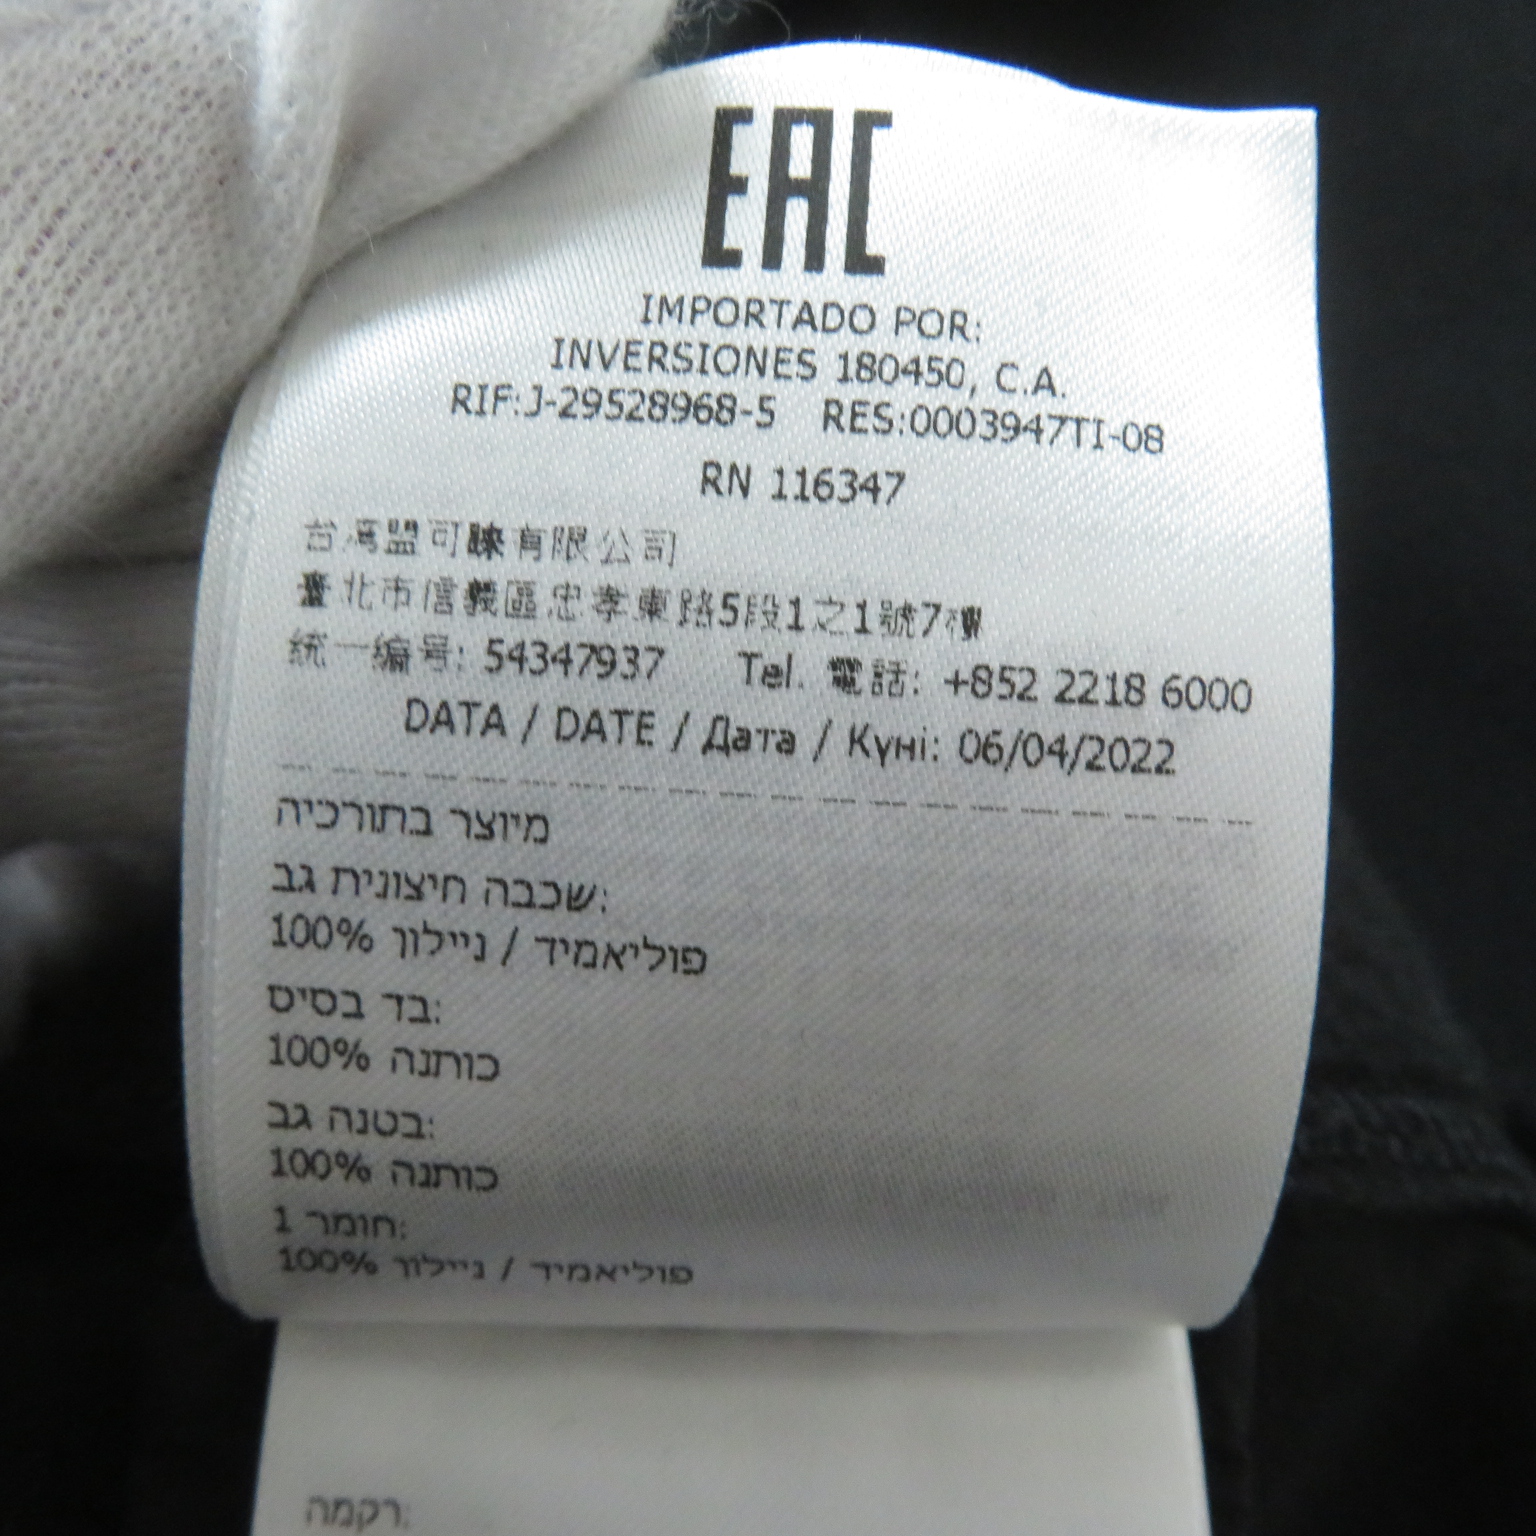 EAC
IMPORTADO POR:
INVERSIONES 180450, C.A.
RIF:J-29528968-5 RES:0003947TI-08
RN 116347
台灣盟可睞有限公司
臺北市信義區忠孝東路5段1之1號7樓
統一編号: 54347937 Tel. 電話: +852 2218 6000
DATA / DATE / Дата / Күні: 06/04/2022
מיוצר בתורכיה
שכבה חיצונית גב:
100% פוליאמיד / ניילון
בד בסיס:
100% כותנה
בטנה גב:
100% כותנה
חומר 1:
100% פוליאמיד / ניילון
רקמה: